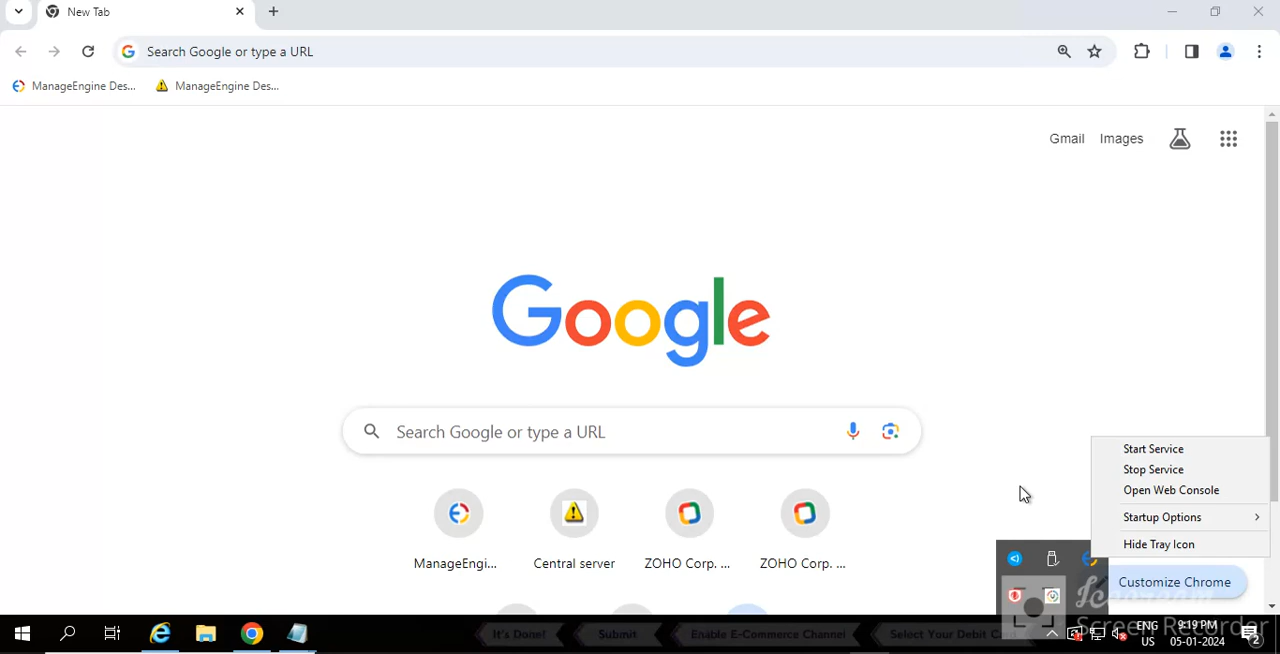 New Tab
Search Google or type a URL
ManageEngine Des...
ManageEngine Des...
Gmail
Images
Google
Search Google or type a URL
Start Service
Stop Service
Open Web Console
Startup Options
Hide Tray Icon
ManageEngi...
Central server
ZOHO Corp. ...
ZOHO Corp. ...
Customize Chrome
Icecream
Screen Recorder
It's Done!
Submit
Enable E-Commerce Channel
Select Your Debit
ENG
US
9:19 PM
05-01-2024
2